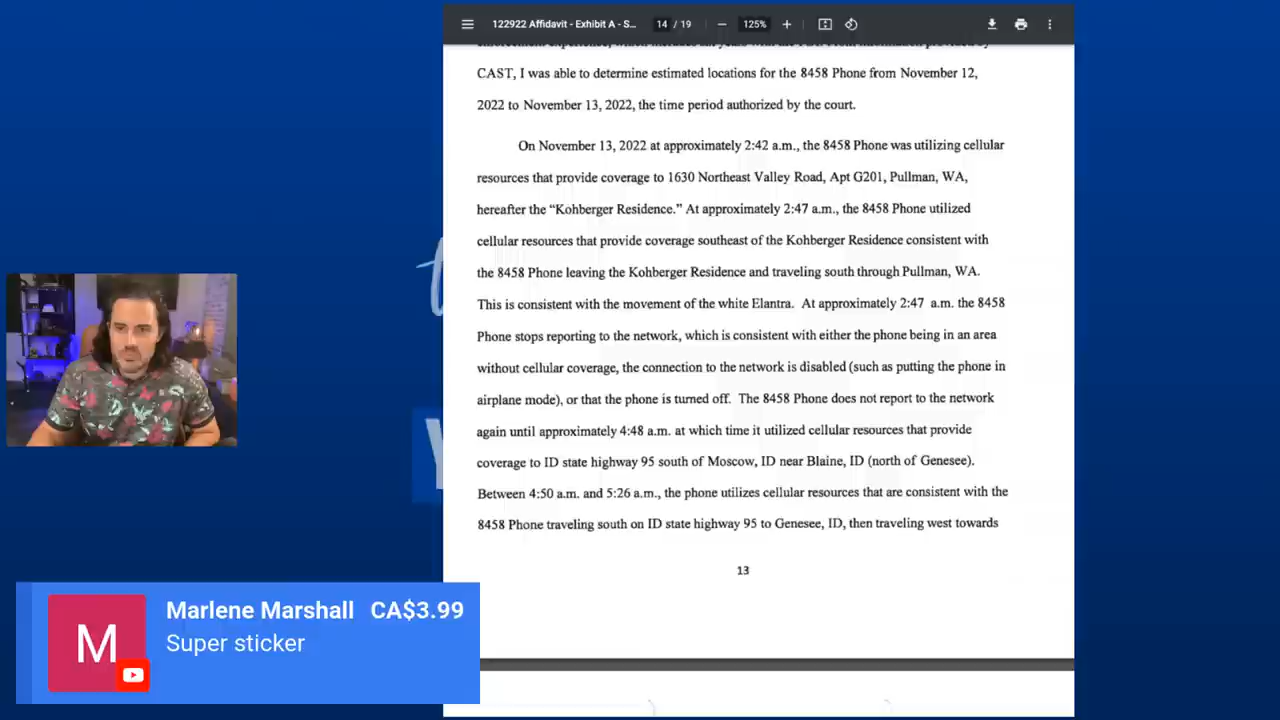 122922 Affidavit - Exhibit A - S... 14 / 19 125%
CAST, I was able to determine estimated locations for the 8458 Phone from November 12,
2022 to November 13, 2022, the time period authorized by the court.
On November 13, 2022 at approximately 2:42 a.m., the 8458 Phone was utilizing cellular
resources that provide coverage to 1630 Northeast Valley Road, Apt G201, Pullman, WA,
hereafter the “Kohberger Residence.” At approximately 2:47 a.m., the 8458 Phone utilized
cellular resources that provide coverage southeast of the Kohberger Residence consistent with
the 8458 Phone leaving the Kohberger Residence and traveling south through Pullman, WA.
This is consistent with the movement of the white Elantra. At approximately 2:47 a.m. the 8458
Phone stops reporting to the network, which is consistent with either the phone being in an area
without cellular coverage, the connection to the network is disabled (such as putting the phone in
airplane mode), or that the phone is turned off. The 8458 Phone does not report to the network
again until approximately 4:48 a.m. at which time it utilized cellular resources that provide
coverage to ID state highway 95 south of Moscow, ID near Blaine, ID (north of Genesee).
Between 4:50 a.m. and 5:26 a.m., the phone utilizes cellular resources that are consistent with the
8458 Phone traveling south on ID state highway 95 to Genesee, ID, then traveling west towards
13
M
Marlene Marshall CA$3.99
Super sticker